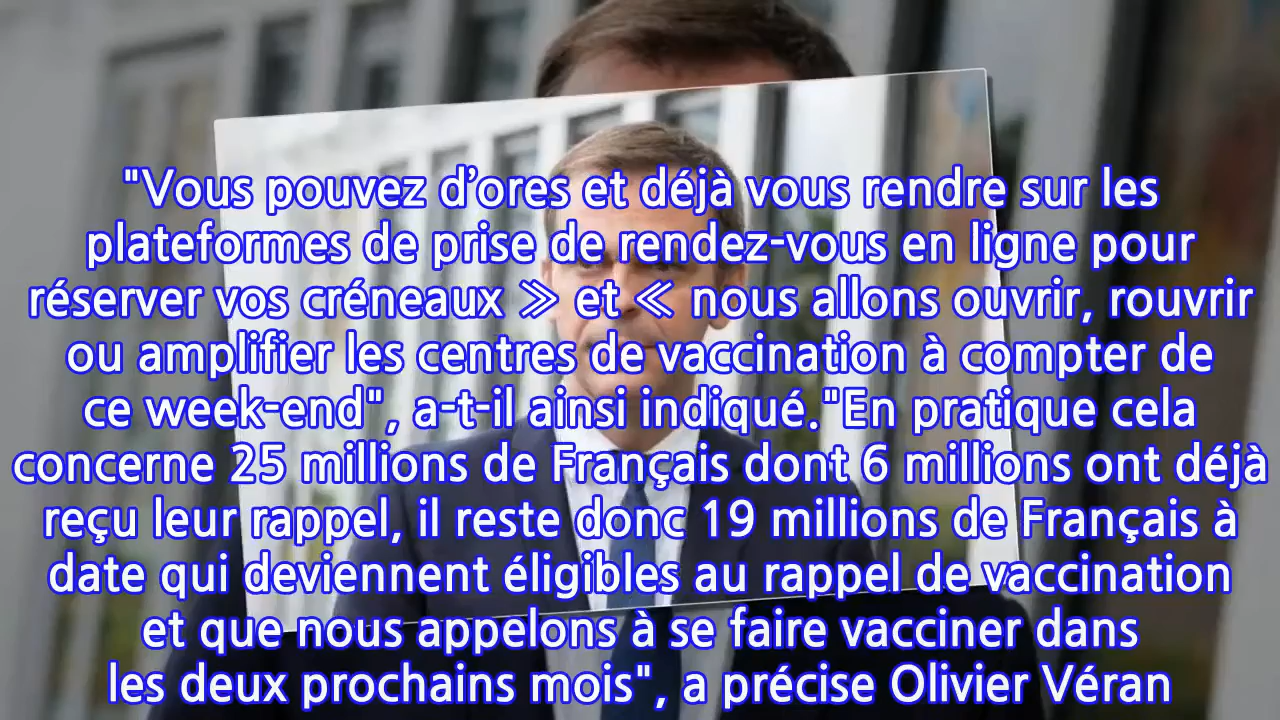 "Vous pouvez d’ores et déjà vous rendre sur les
plateformes de prise de rendez-vous en ligne pour
réserver vos créneaux ≫ et ≪ nous allons ouvrir, rouvrir
ou amplifier les centres de vaccination à compter de
ce week-end", a-t-il ainsi indiqué."En pratique cela
concerne 25 millions de Français dont 6 millions ont déjà
reçu leur rappel, il reste donc 19 millions de Français à
date qui deviennent éligibles au rappel de vaccination
et que nous appelons à se faire vacciner dans
les deux prochains mois", a précise Olivier Véran